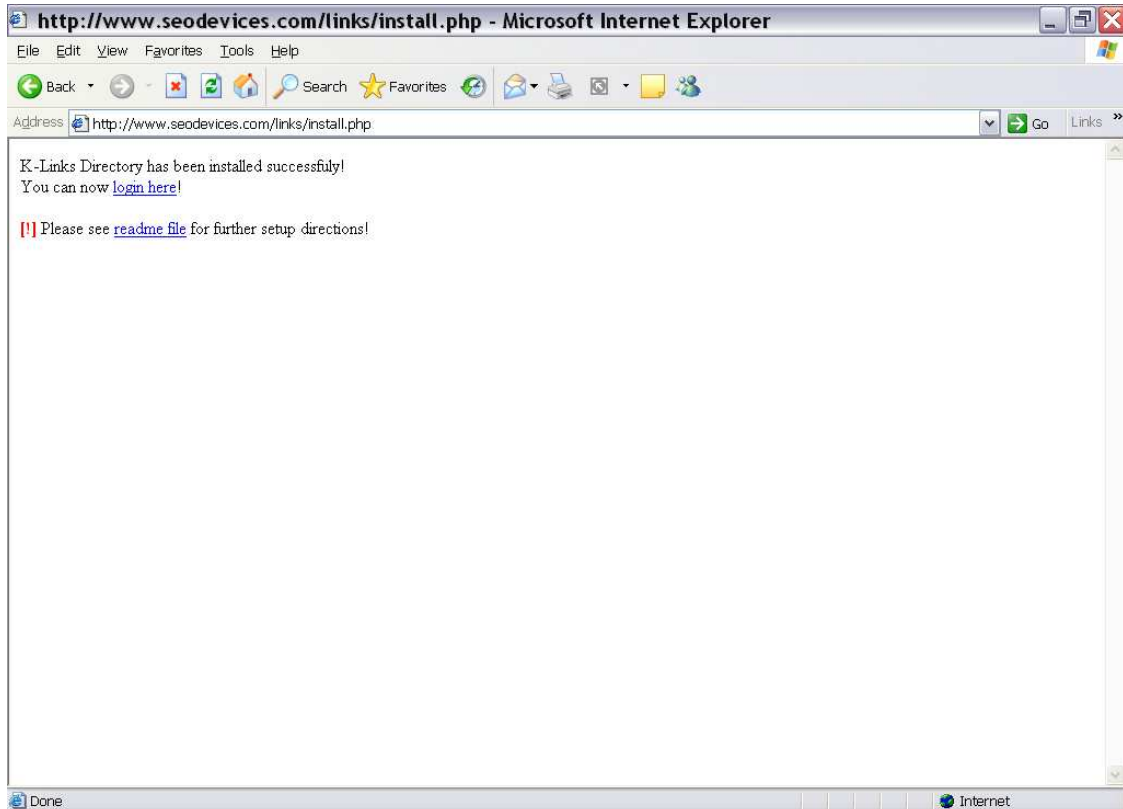 http://www.seodevices.com/links/install.php - Microsoft Internet Explorer
File Edit View Favorites Tools Help
Back Search Favorites
Address http://www.seodevices.com/links/install.php Go Links »
K-Links Directory has been installed successfuly!
You can now login here!
[!] Please see readme file for further setup directions!
Done Internet